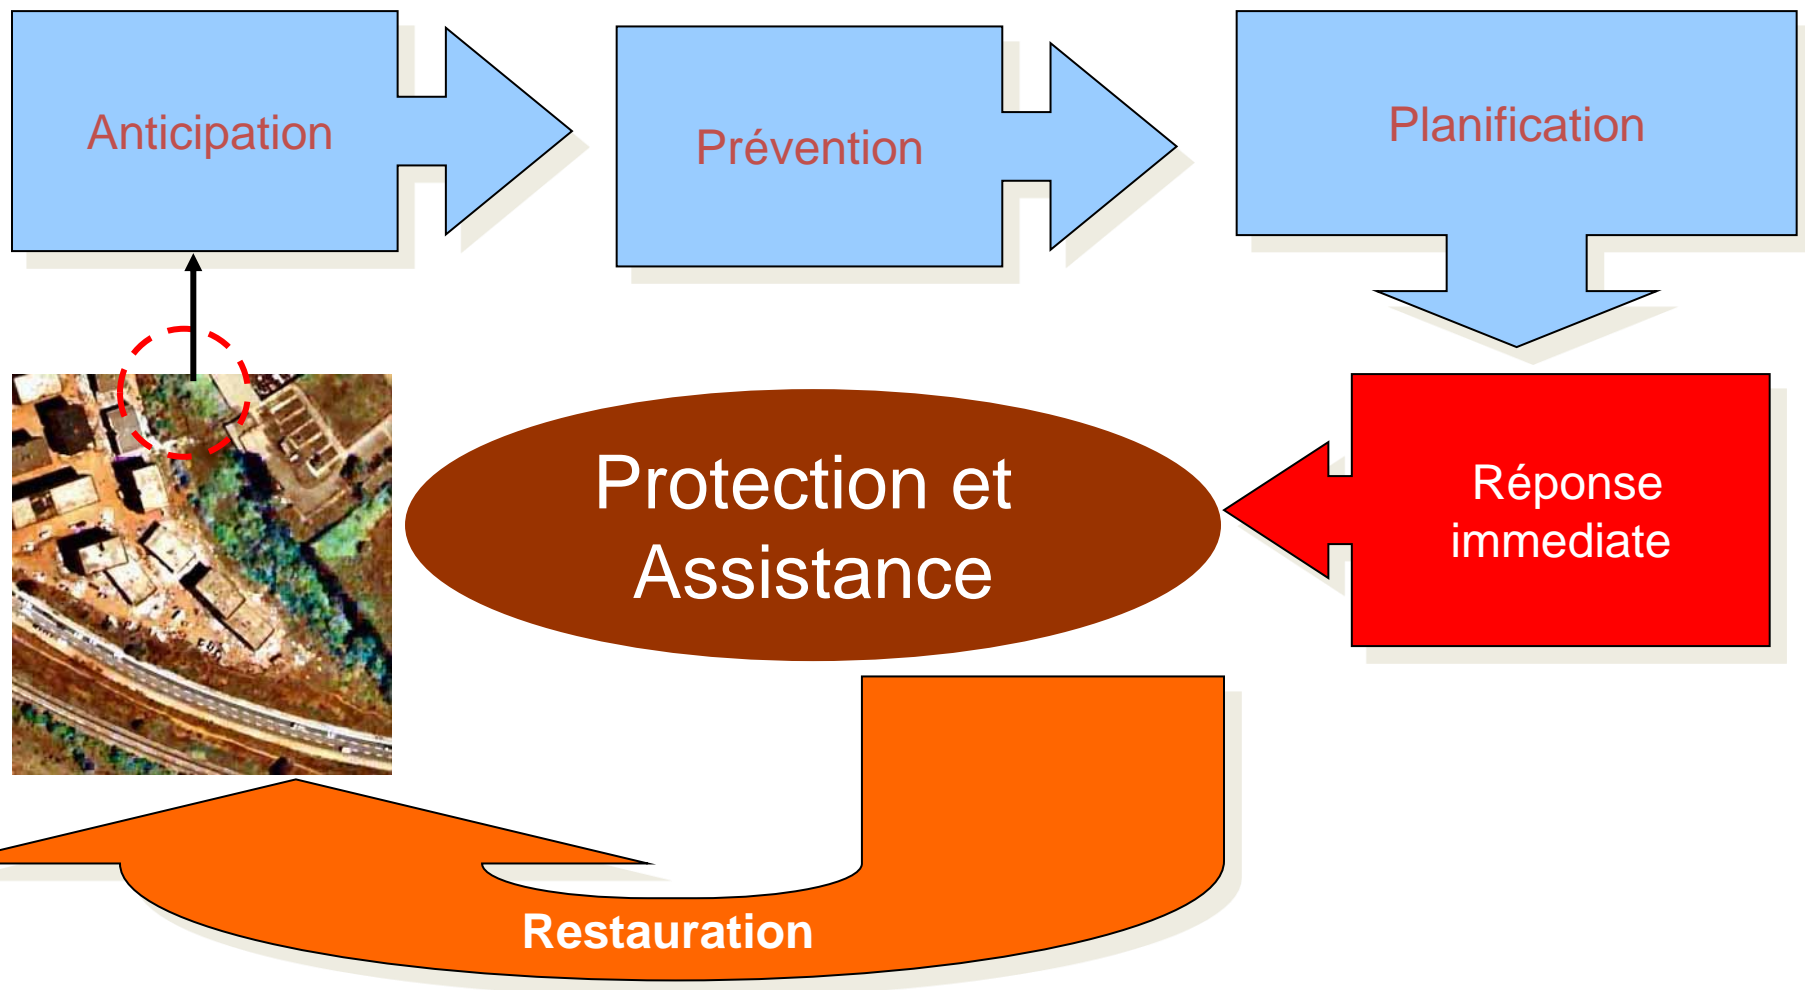 Anticipation
Prévention
Planification
Protection et
Assistance
Réponse
immediate
Restauration